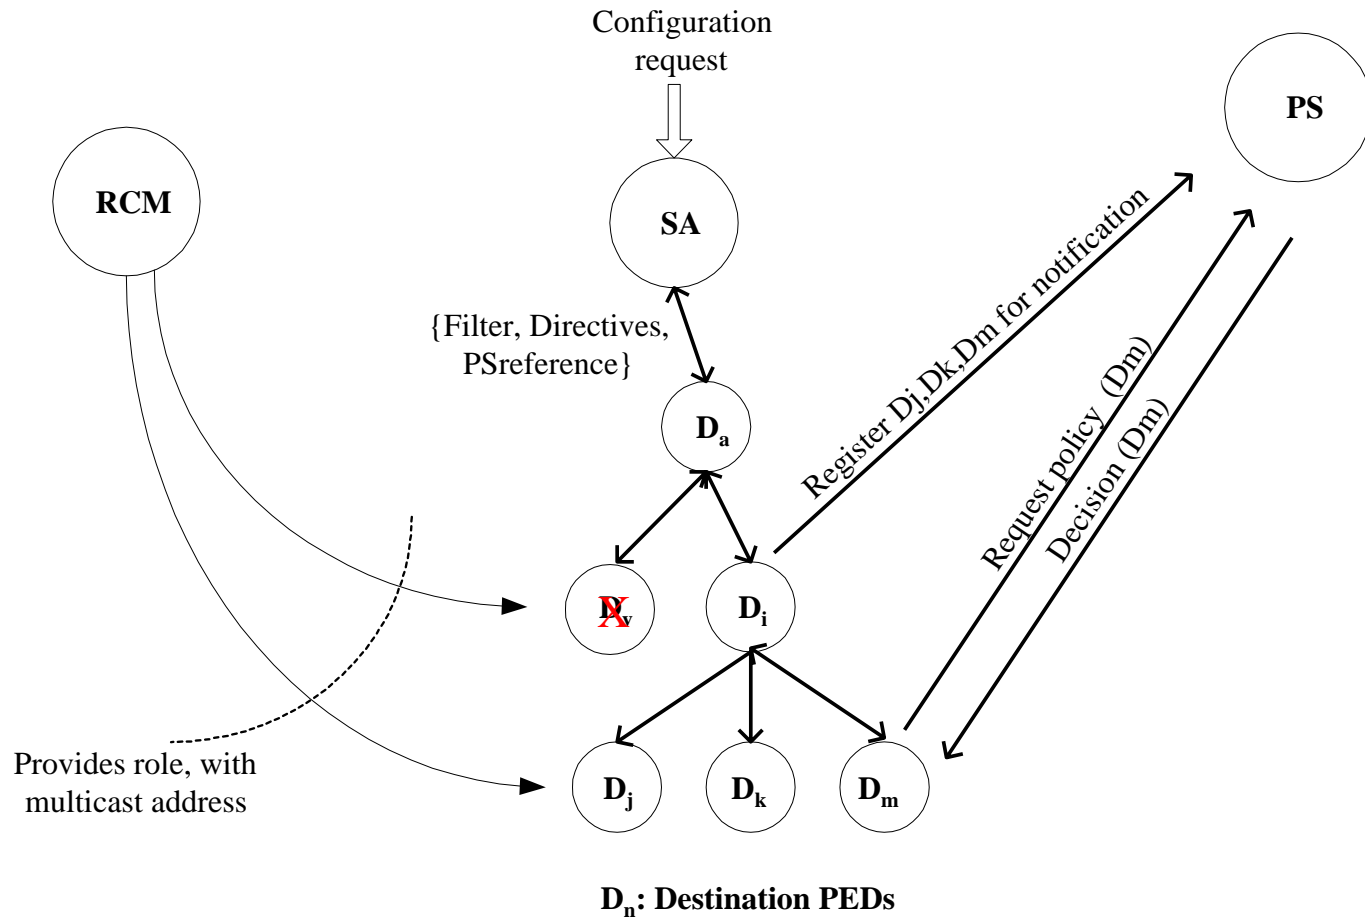 Configuration
request
PS
RCM
SA
{Filter, Directives,
PSreference}
Register Dj,Dk,Dm for notification
Request policy (Dm)
Decision (Dm)
Da
Dv
X
Di
Provides role, with
multicast address
Dj
Dk
Dm
Dn: Destination PEDs